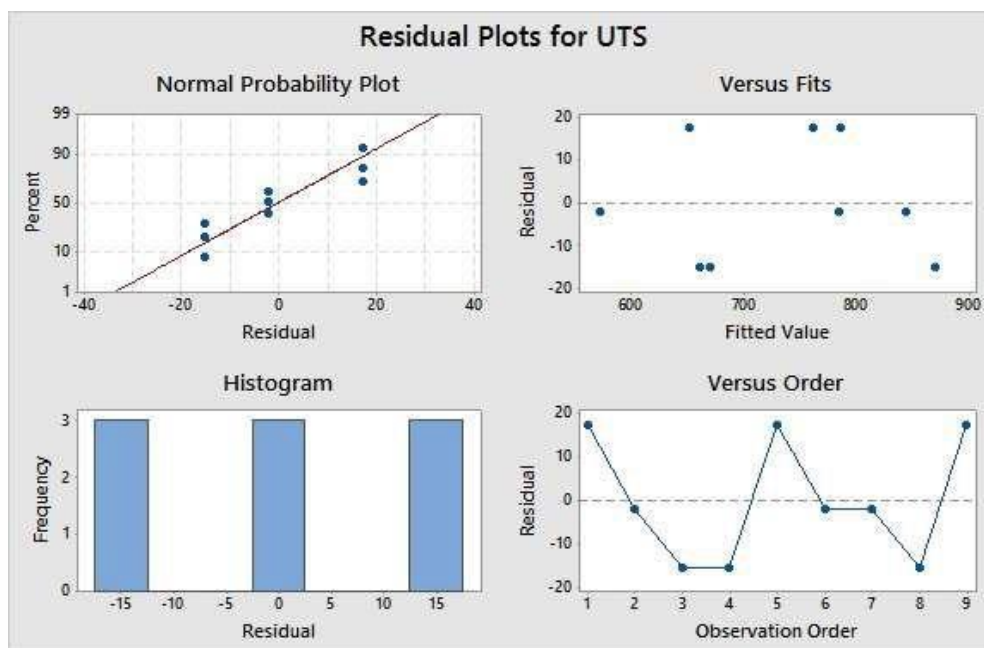 Residual Plots for UTS
Normal Probability Plot
99
90
50
10
1
Percent
-40 -20 0 20 40
Residual
Versus Fits
20
10
0
-10
-20
Residual
600 700 800 900
Fitted Value
Histogram
3
2
1
0
Frequency
-15 -10 -5 0 5 10 15
Residual
Versus Order
20
10
0
-10
-20
Residual
1 2 3 4 5 6 7 8 9
Observation Order